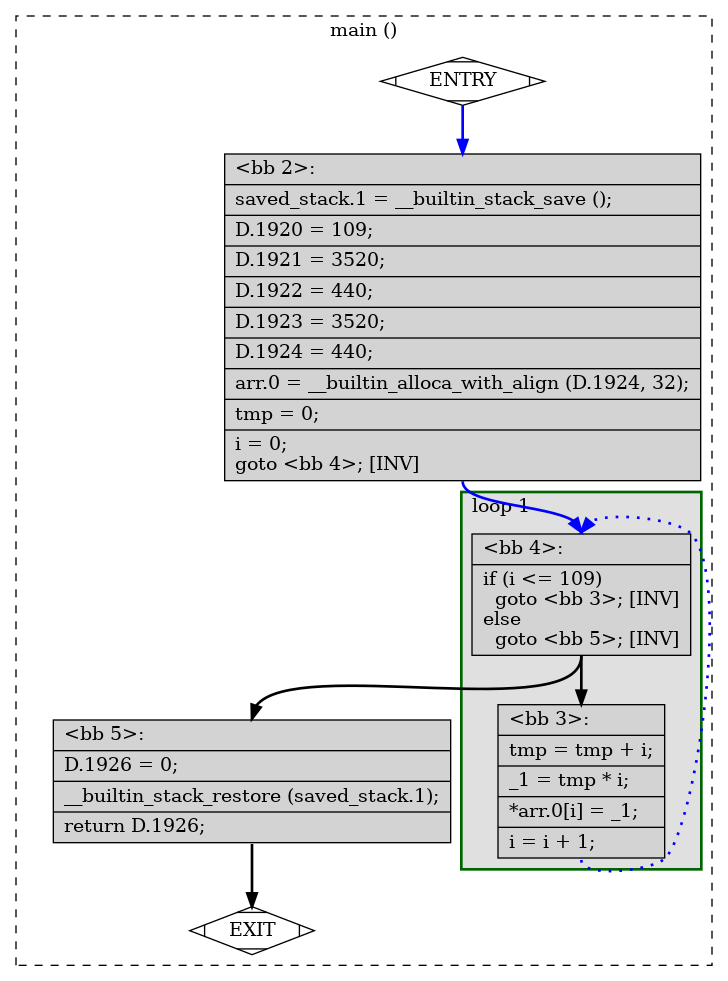 main ()
ENTRY
<bb 2>:
saved_stack.1 = __builtin_stack_save ();
D.1920 = 109;
D.1921 = 3520;
D.1922 = 440;
D.1923 = 3520;
D.1924 = 440;
arr.0 = __builtin_alloca_with_align (D.1924, 32);
tmp = 0;
i = 0;
goto <bb 4>; [INV]
loop 1
<bb 4>:
if (i <= 109)
  goto <bb 3>; [INV]
else
  goto <bb 5>; [INV]
<bb 3>:
tmp = tmp + i;
_1 = tmp * i;
*arr.0[i] = _1;
i = i + 1;
<bb 5>:
D.1926 = 0;
__builtin_stack_restore (saved_stack.1);
return D.1926;
EXIT